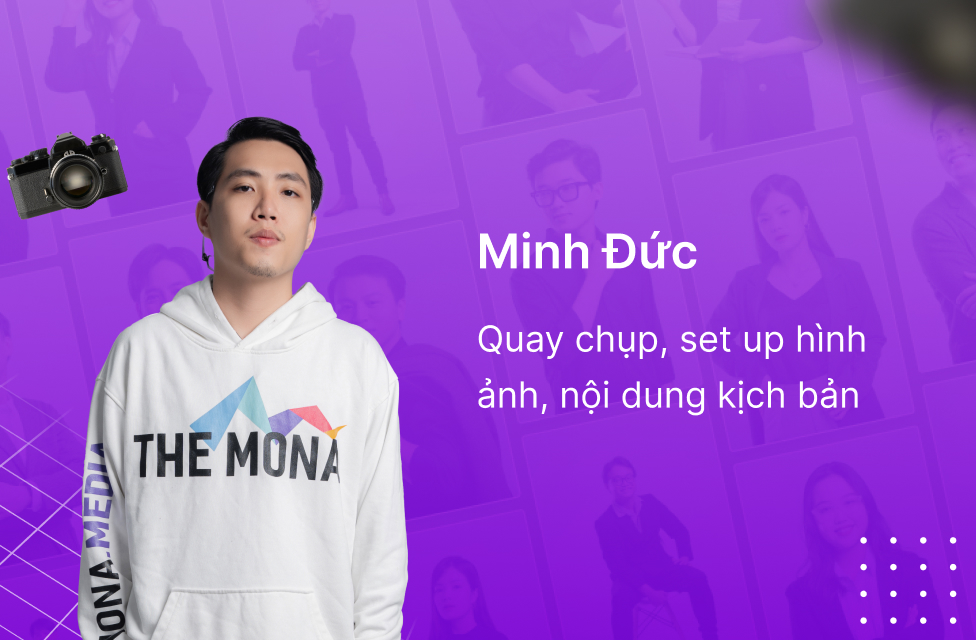 Minh Đức
Quay chụp, set up hình
ảnh, nội dung kịch bản
THE MONA
MONA.MEDIA